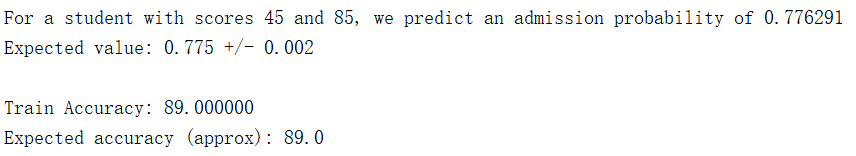 For a student with scores 45 and 85, we predict an admission probability of 0.776291
Expected value: 0.775 +/- 0.002
Train Accuracy: 89.000000
Expected accuracy (approx): 89.0